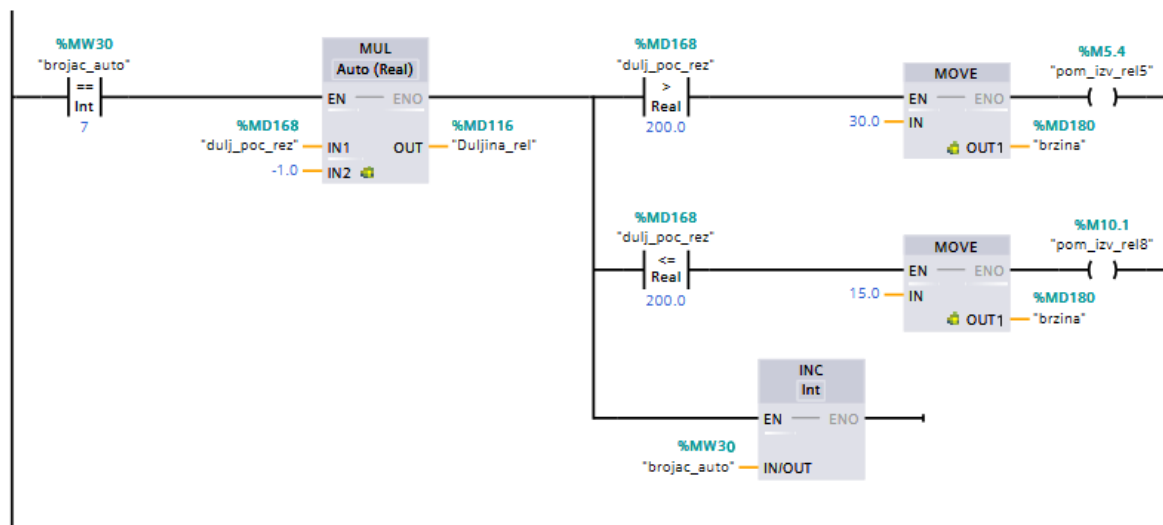 %MW30
"brojac_auto"
==
Int
7
MUL
Auto (Real)
EN ENO
%MD168
"dulj_poc_rez" IN1
OUT
%MD116
"Duljina_rel"
-1.0 IN2
%MD168
"dulj_poc_rez"
>
Real
200.0
MOVE
EN ENO
30.0 IN
OUT1
%M5.4
"pom_izv_rel5"
%MD180
"brzina"
%MD168
"dulj_poc_rez"
<=
Real
200.0
MOVE
EN ENO
15.0 IN
OUT1
%M10.1
"pom_izv_rel8"
%MD180
"brzina"
INC
Int
EN ENO
%MW30
"brojac_auto" IN/OUT